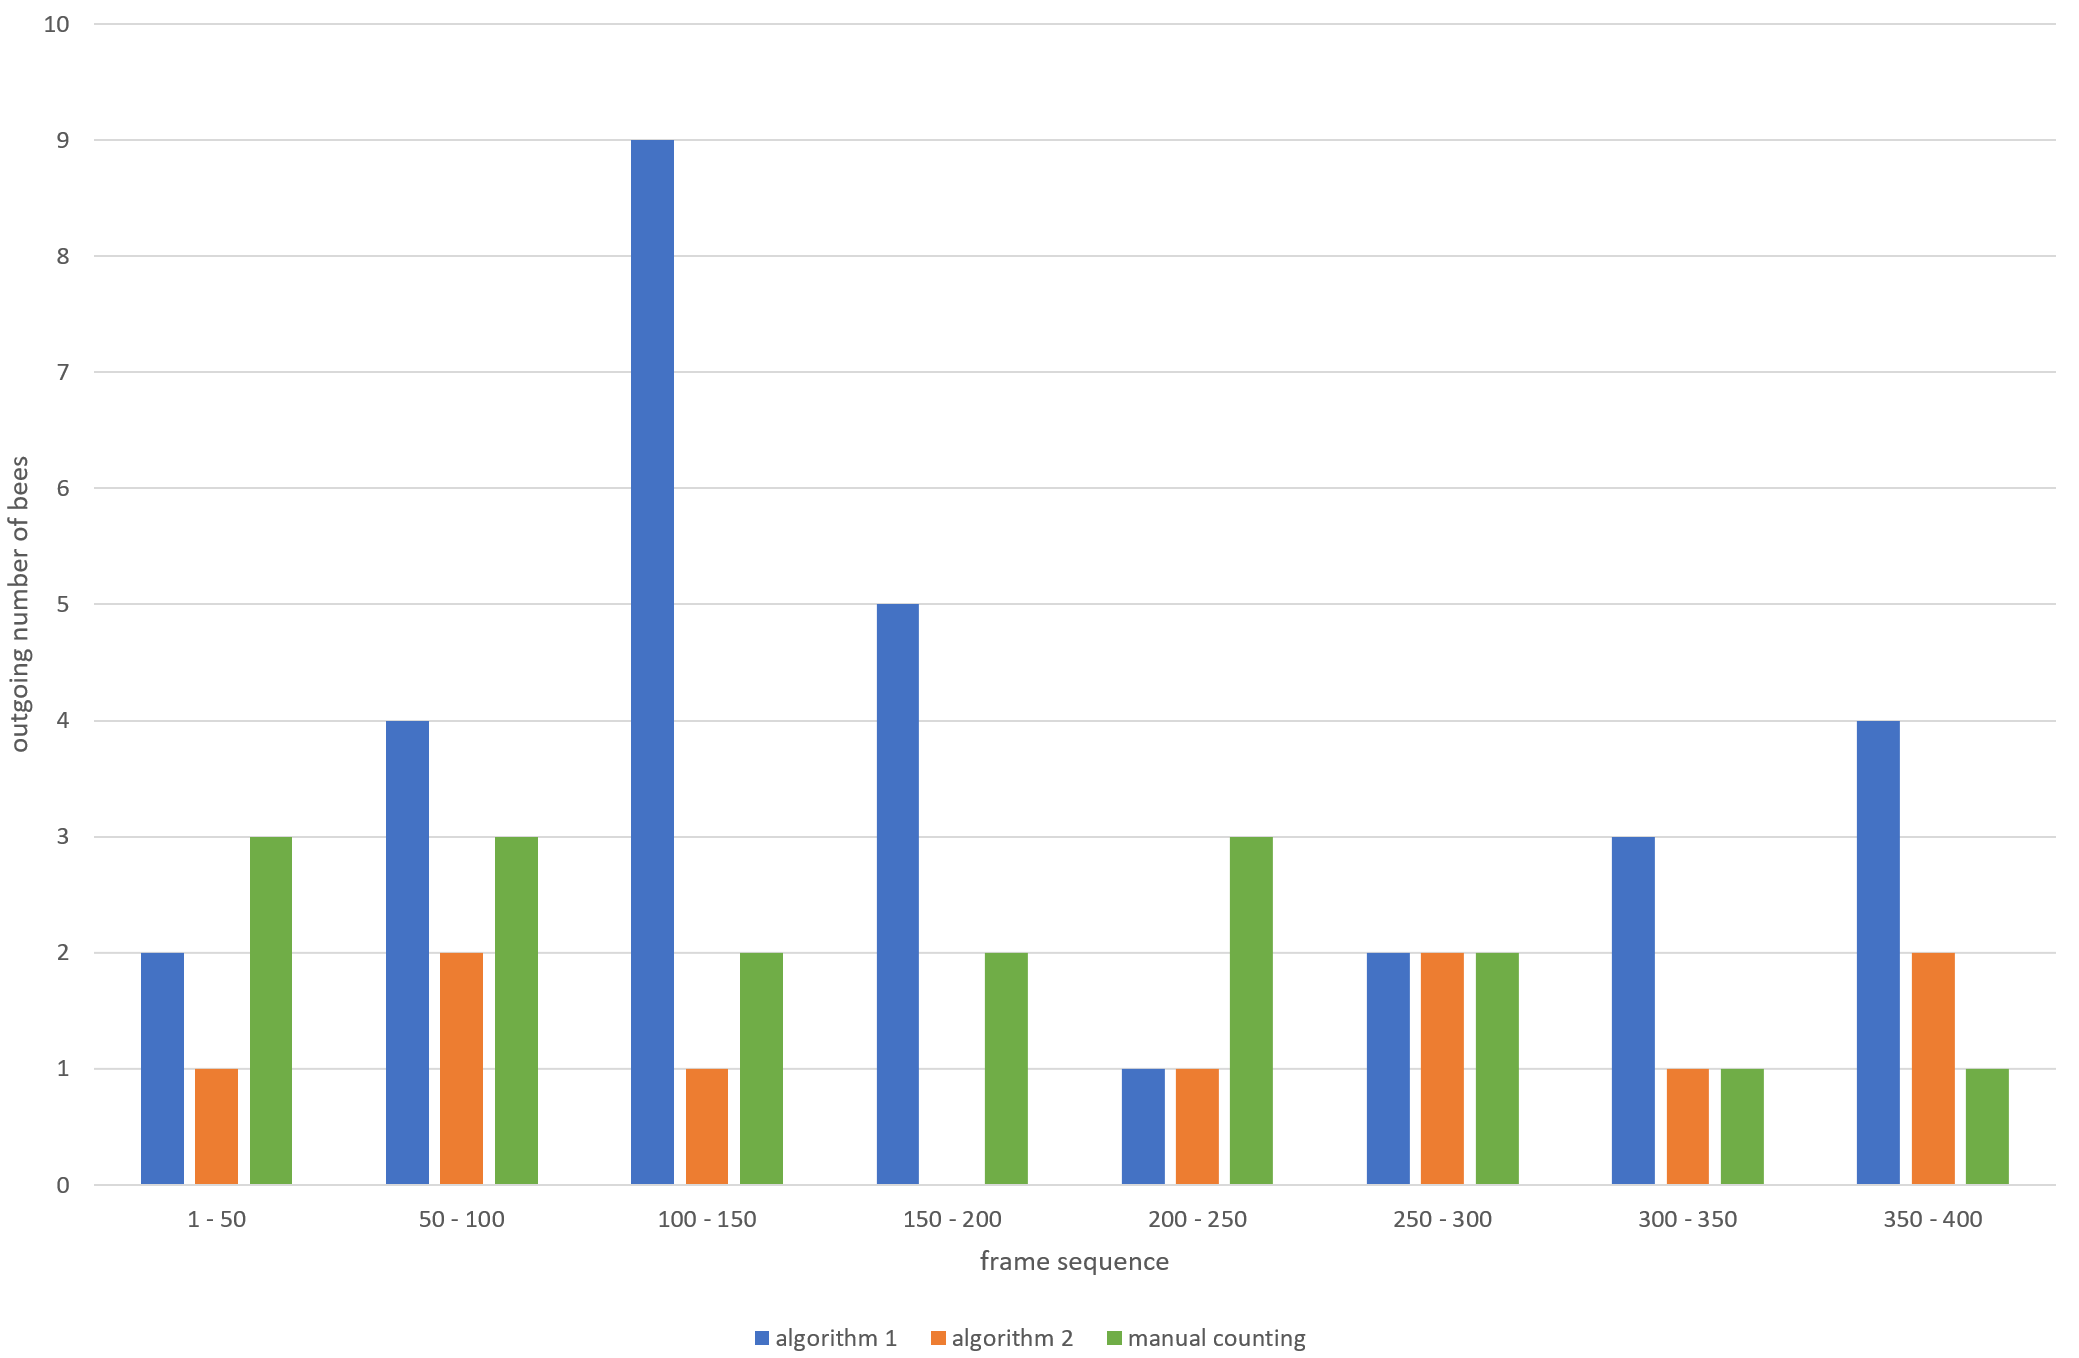 10
9
8
7
6
5
4
3
2
1
0
outgoing number of bees
1 - 50 50 - 100 100 - 150 150 - 200 200 - 250 250 - 300 300 - 350 350 - 400
frame sequence
algorithm 1 algorithm 2 manual counting